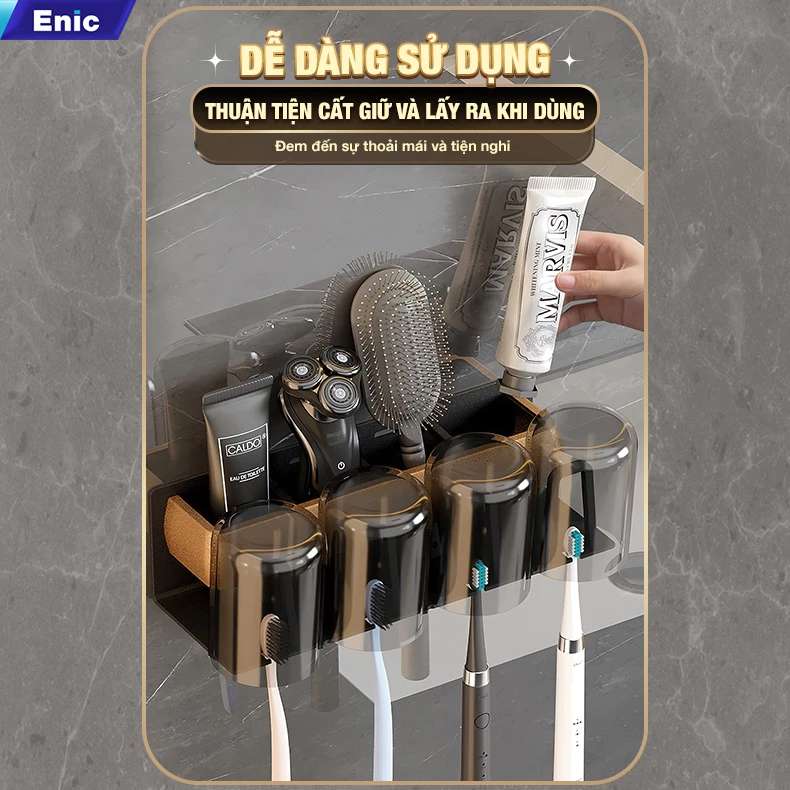 Enic
DỄ DÀNG SỬ DỤNG
THUẬN TIỆN CẤT GIỮ VÀ LẤY RA KHI DÙNG
Đem đến sự thoải mái và tiện nghi
MARVIS
WHITENING MINT
MARVIS
CALDO
EAU DE TOILETTE